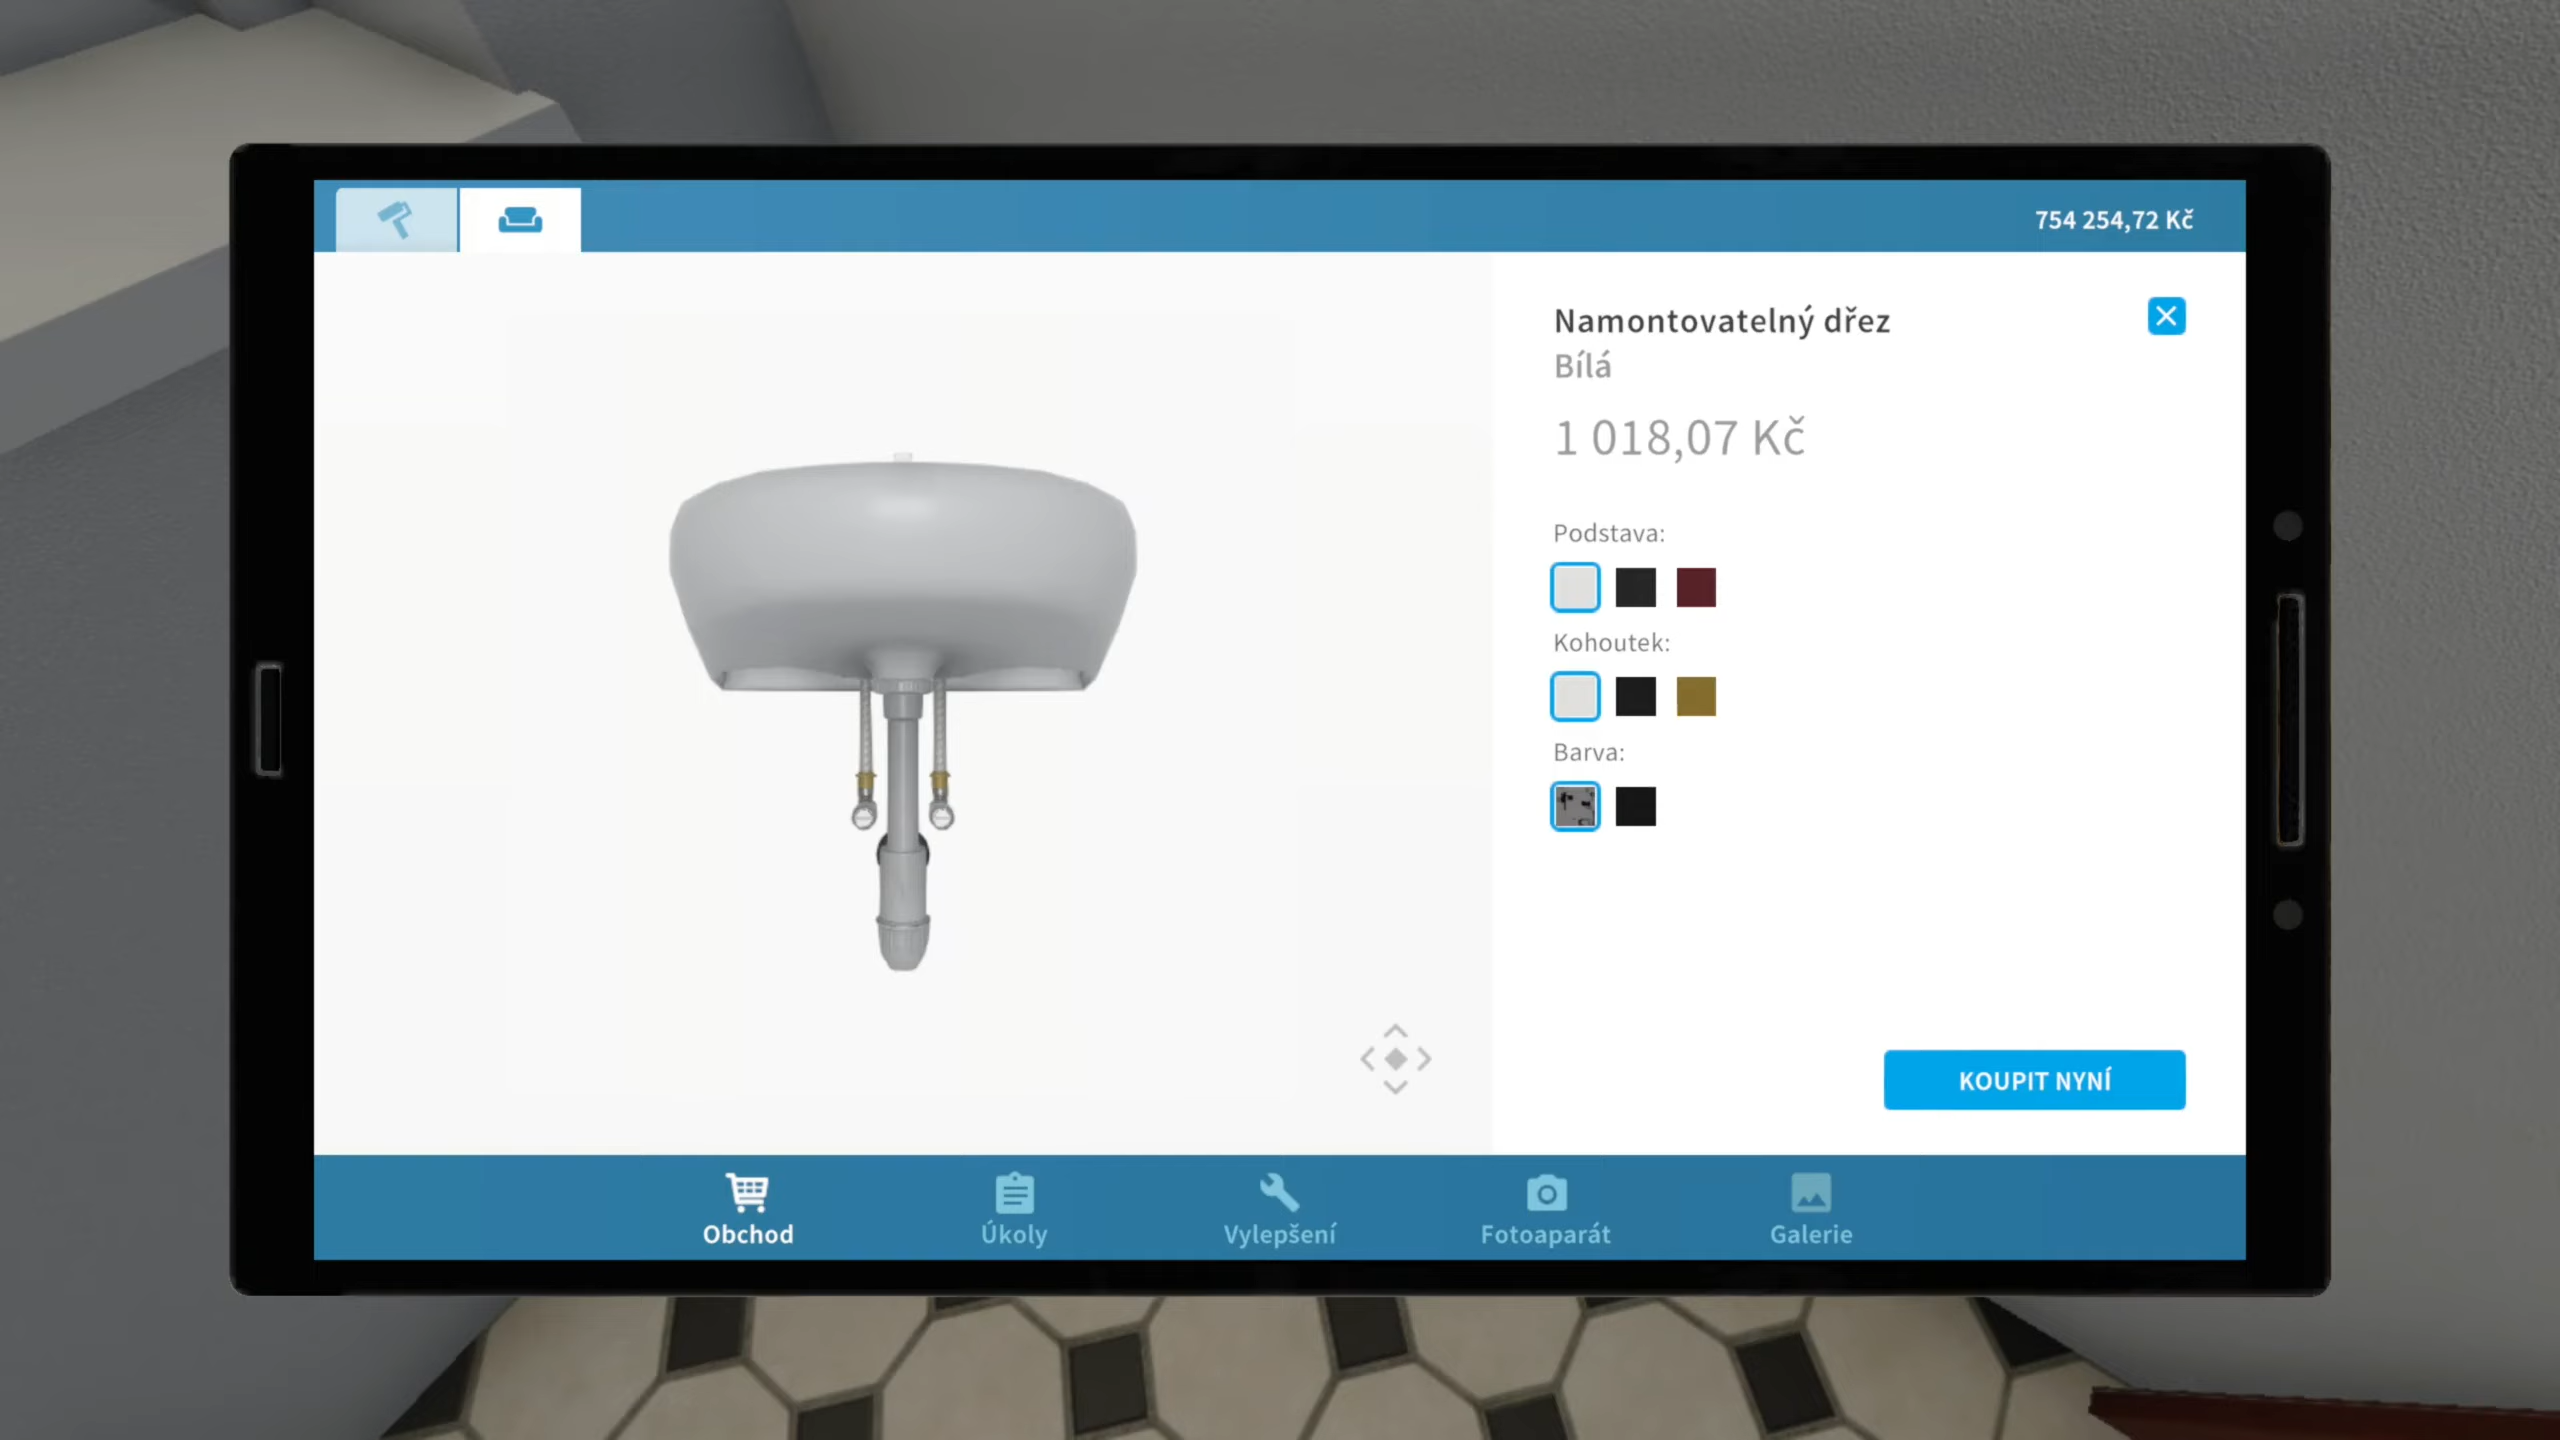 754 254,72 Kč
Namontovatelný dřez
Bílá
1 018,07 Kč
Podstava:
Kohoutek:
Barva:
KOUPIT NYNÍ
Obchod
Úkoly
Vylepšení
Fotoaparát
Galerie